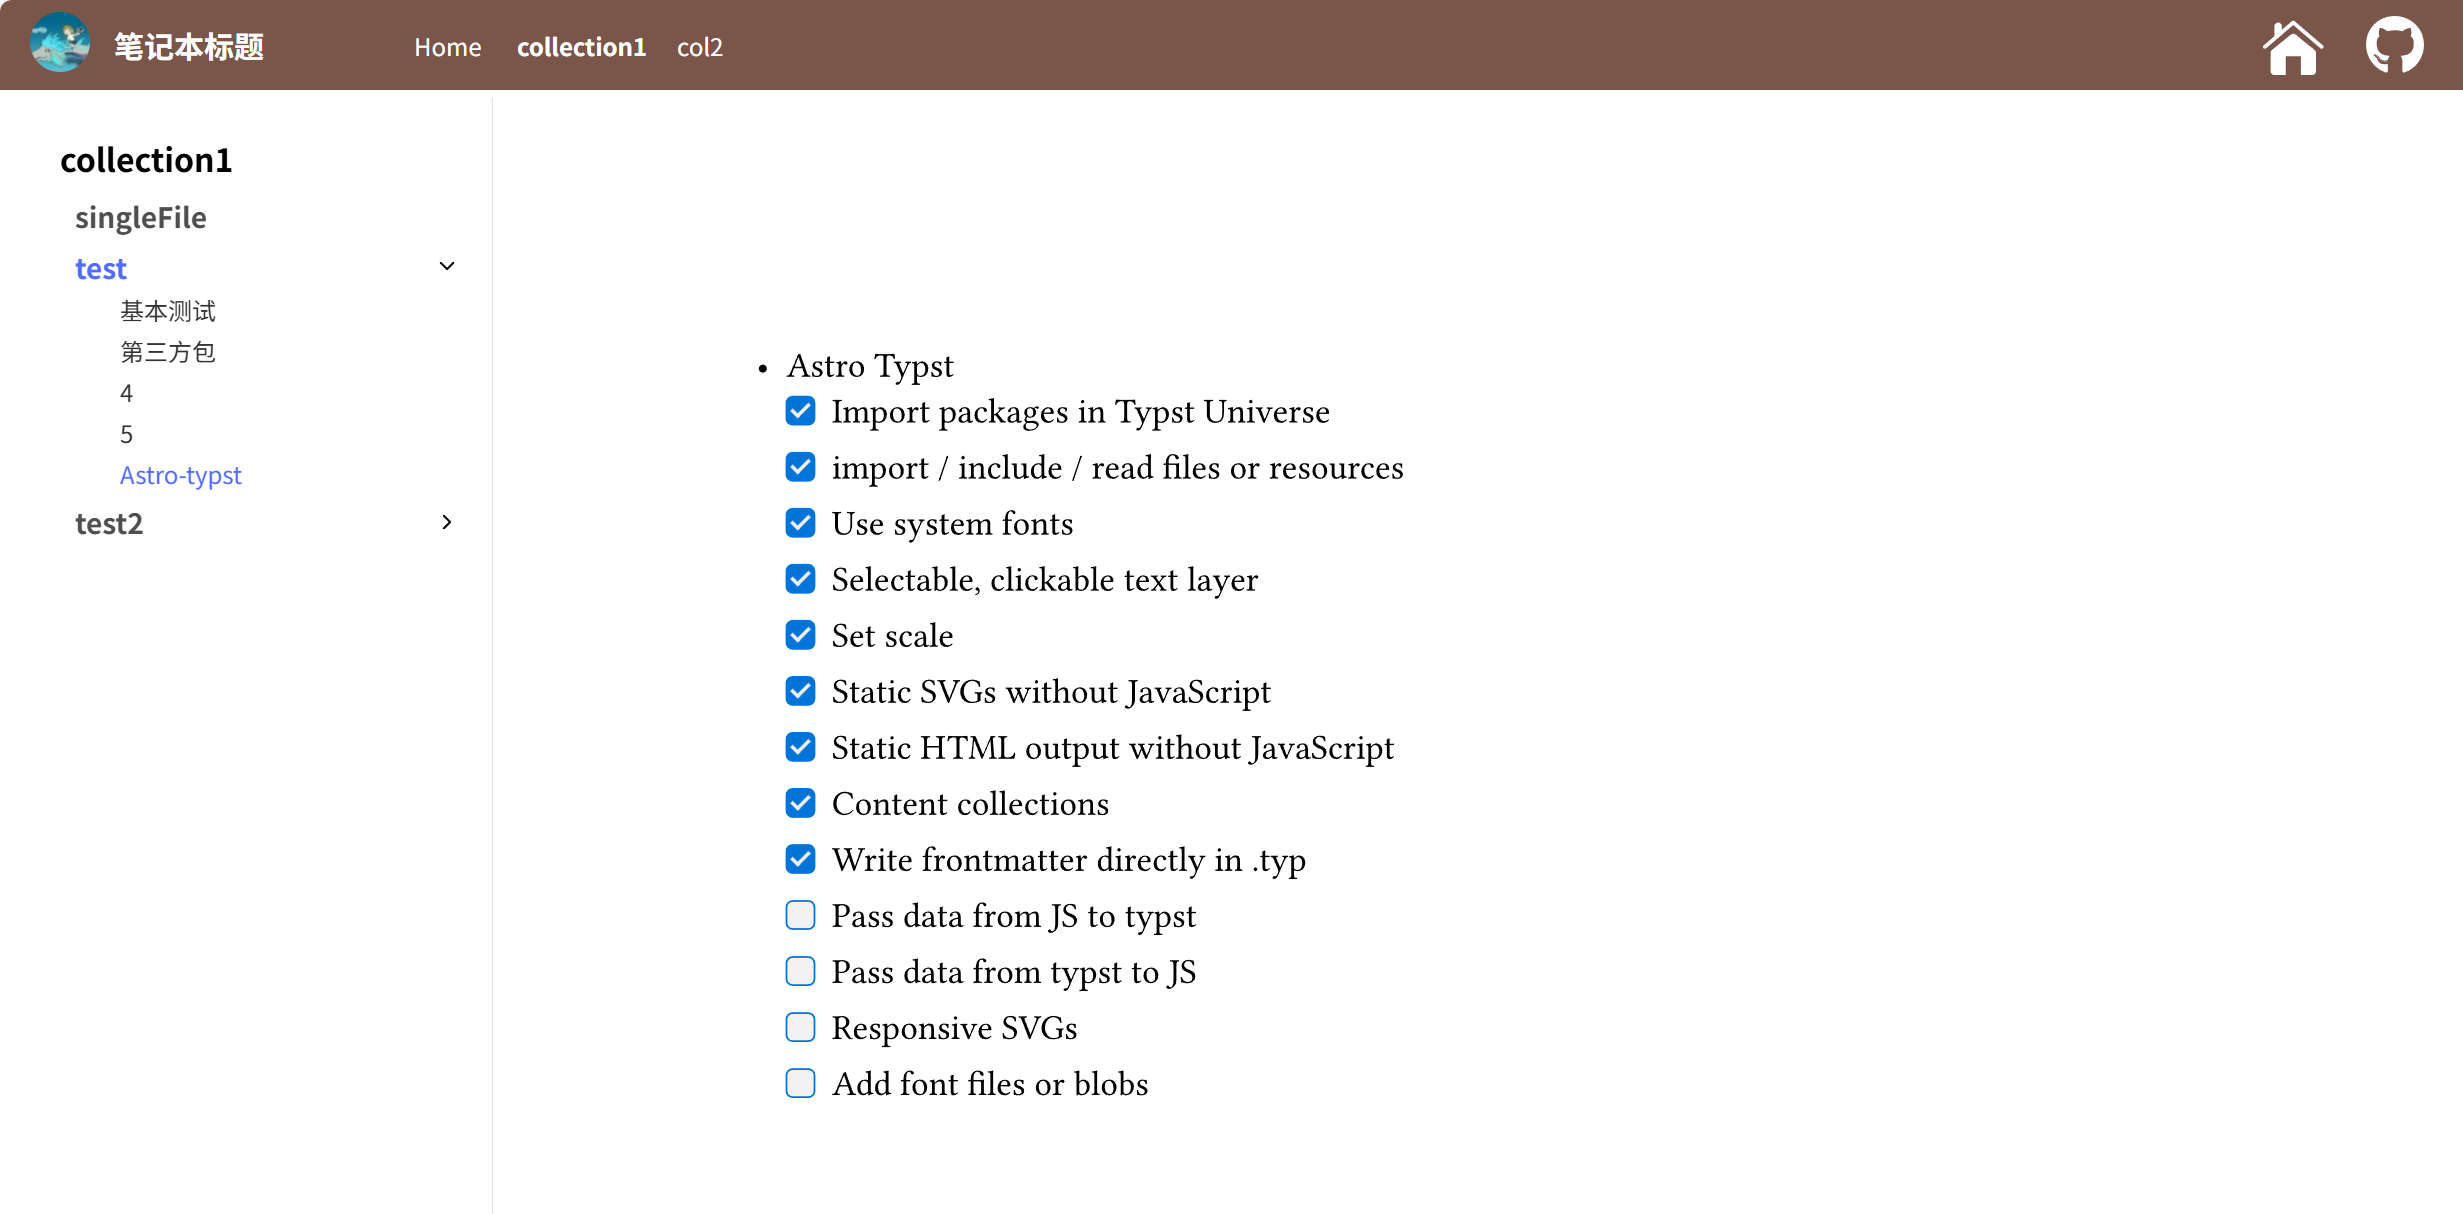 笔记本标题
Home
collection1
col2
collection1
singleFile
test
基本测试
第三方包
4
5
Astro-typst
test2
• Astro Typst
Import packages in Typst Universe
import / include / read files or resources
Use system fonts
Selectable, clickable text layer
Set scale
Static SVGs without JavaScript
Static HTML output without JavaScript
Content collections
Write frontmatter directly in .typ
Pass data from JS to typst
Pass data from typst to JS
Responsive SVGs
Add font files or blobs